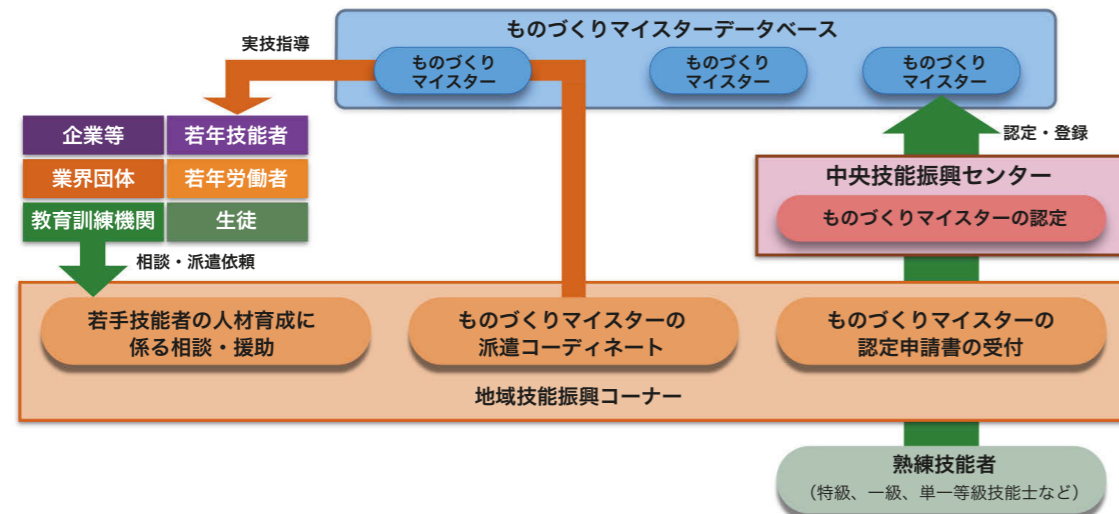 ものづくりマイスターデータベース
実技指導
ものづくり
マイスター
ものづくり
マイスター
ものづくり
マイスター
企業等
若年技能者
業界団体
若年労働者
教育訓練機関
生徒
認定・登録
中央技能振興センター
ものづくりマイスターの認定
相談・派遣依頼
若手技能者の人材育成に
係る相談・援助
ものづくりマイスターの
派遣コーディネート
ものづくりマイスターの
認定申請書の受付
地域技能振興コーナー
熟練技能者
（特級、一級、単一等級技能士など）